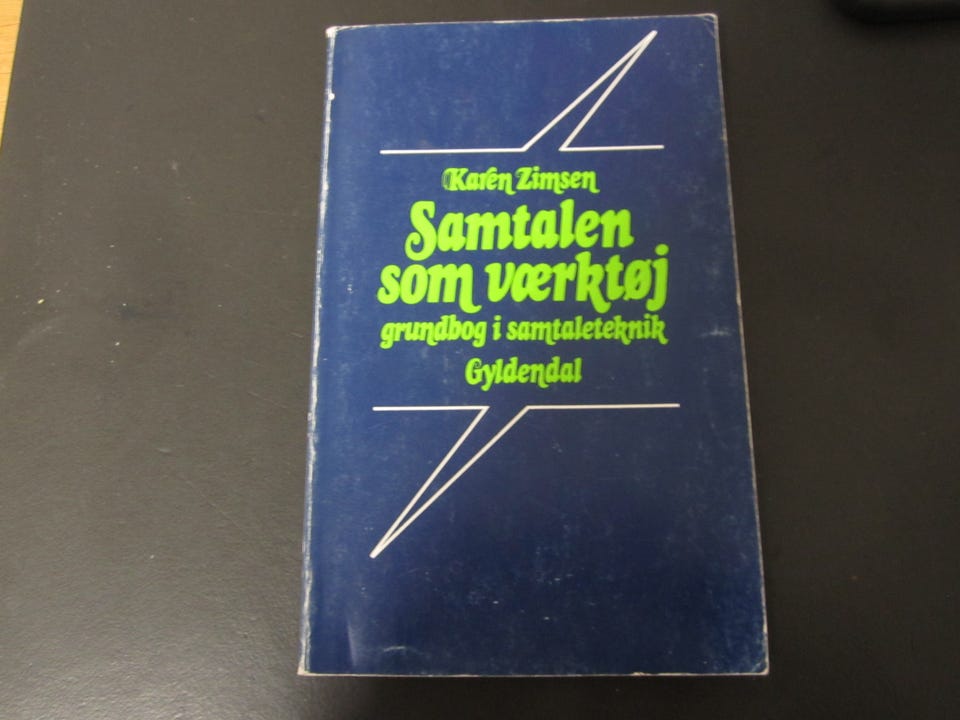 Karen Zimsen
Samtalen
som værktøj
grundbog i samtaleteknik
Gyldendal